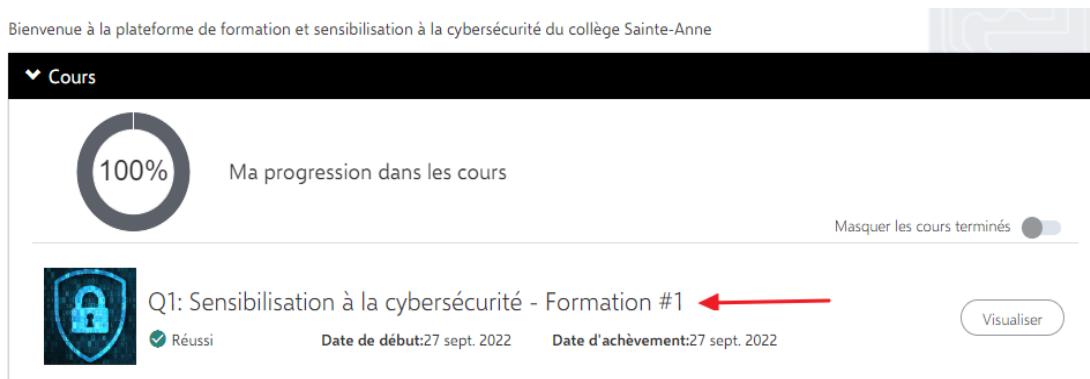 Bienvenue à la plateforme de formation et sensibilisation à la cybersécurité du collège Sainte-Anne
Cours
100%
Ma progression dans les cours
Masquer les cours terminés
Q1: Sensibilisation à la cybersécurité - Formation #1
Visualiser
Réussi Date de début:27 sept. 2022 Date d'achèvement:27 sept. 2022